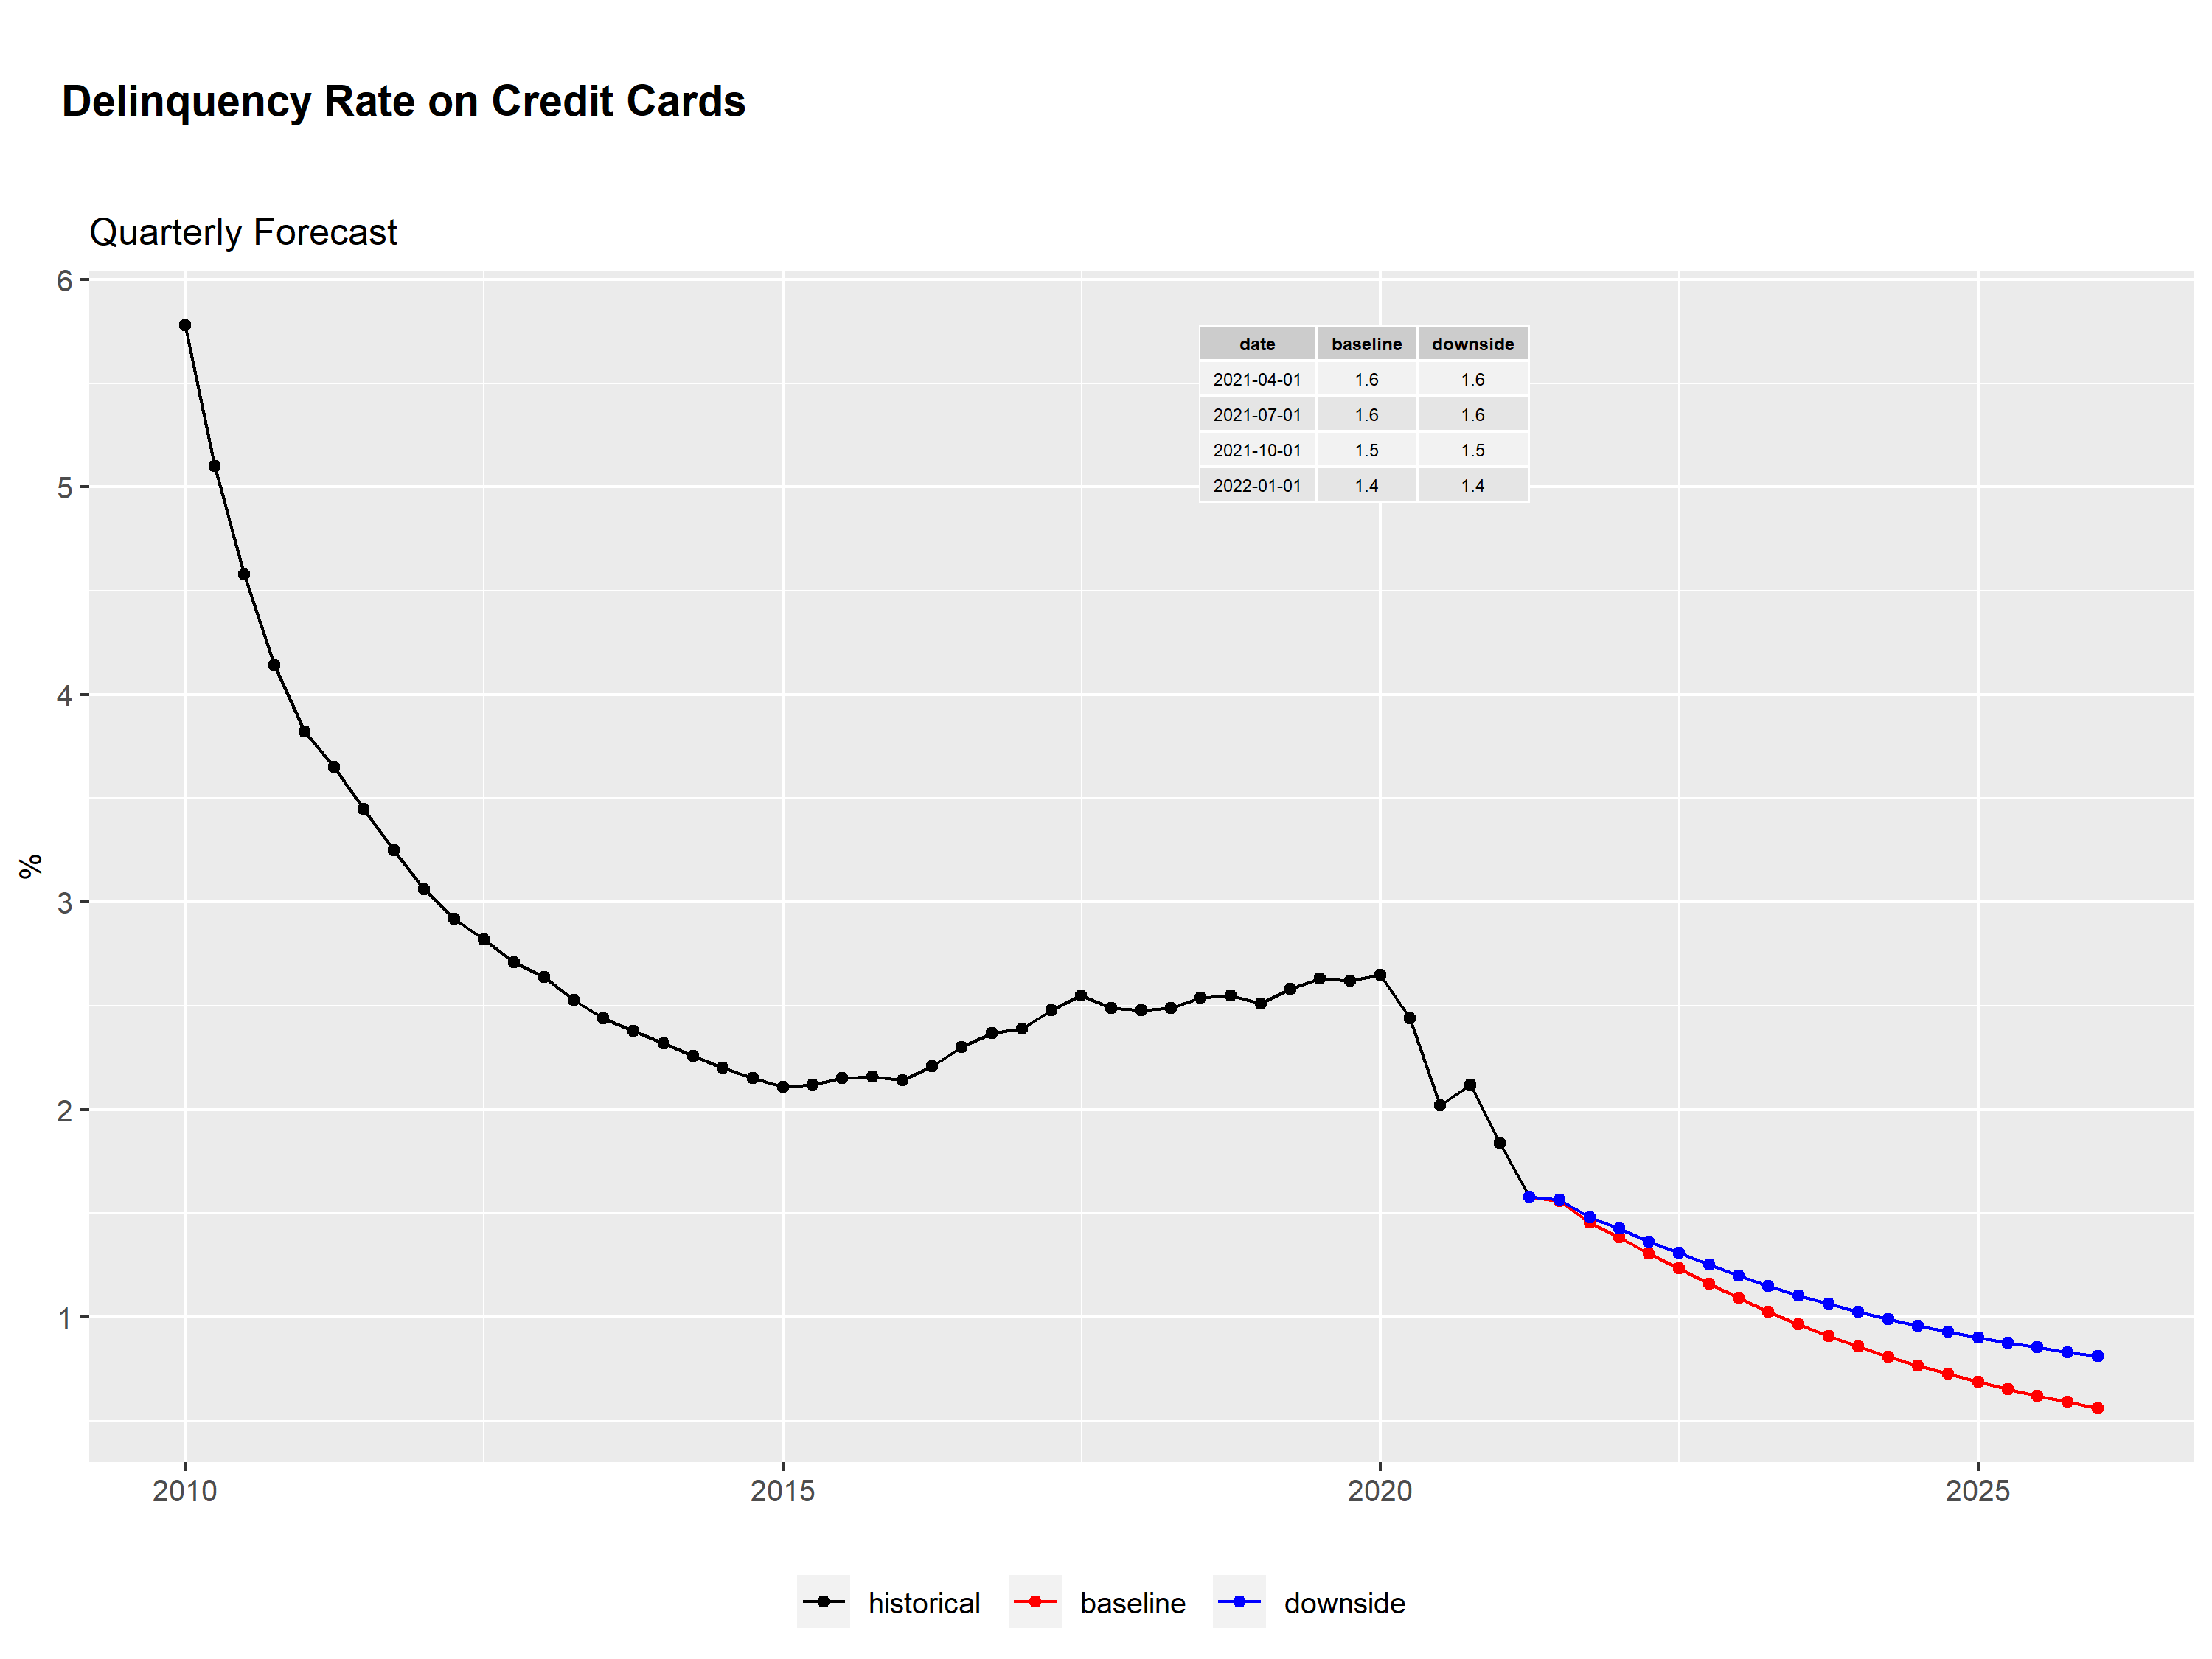 Delinquency Rate on Credit Cards
Quarterly Forecast
6
5
4
3
2
1
%
date baseline downside
2021-04-01 1.6 1.6
2021-07-01 1.6 1.6
2021-10-01 1.5 1.5
2022-01-01 1.4 1.4
2010 2015 2020 2025
historical baseline downside